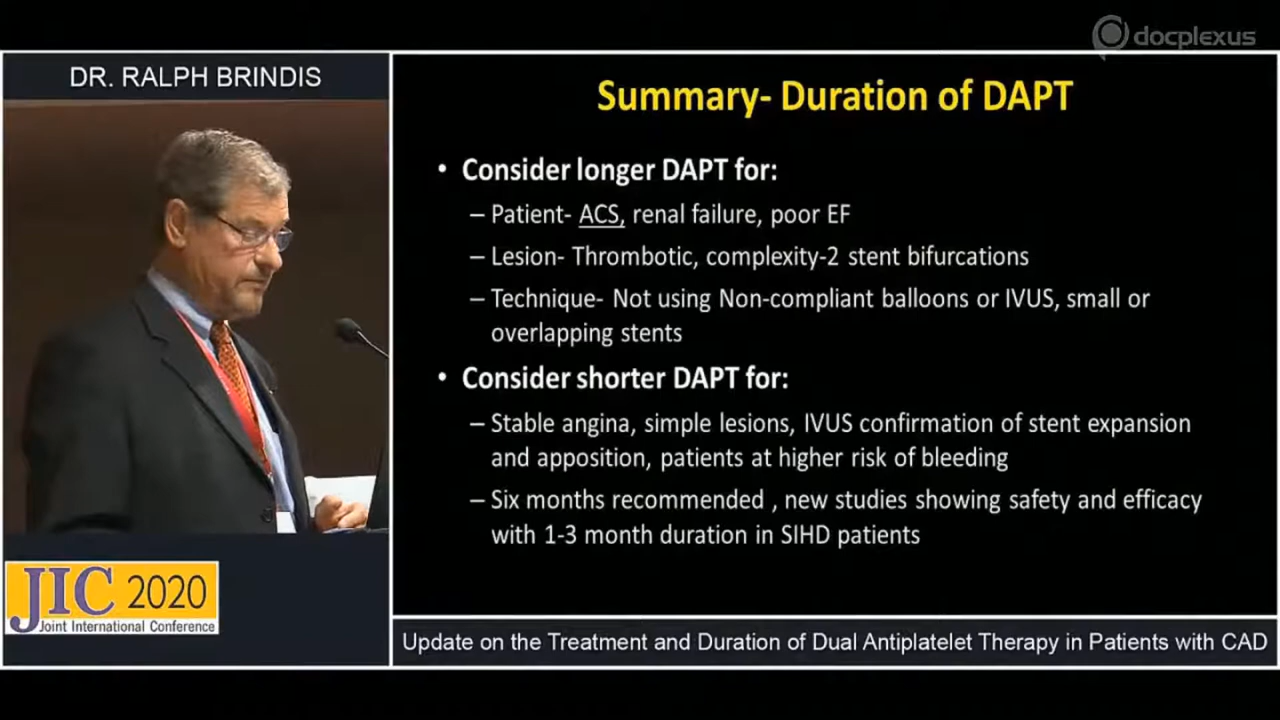 docplexus
DR. RALPH BRINDIS
Summary- Duration of DAPT
• Consider longer DAPT for:
– Patient- ACS, renal failure, poor EF
– Lesion- Thrombotic, complexity-2 stent bifurcations
– Technique- Not using Non-compliant balloons or IVUS, small or
overlapping stents
• Consider shorter DAPT for:
– Stable angina, simple lesions, IVUS confirmation of stent expansion
and apposition, patients at higher risk of bleeding
– Six months recommended , new studies showing safety and efficacy
with 1-3 month duration in SIHD patients
JIC 2020
Joint International Conference
Update on the Treatment and Duration of Dual Antiplatelet Therapy in Patients with CAD